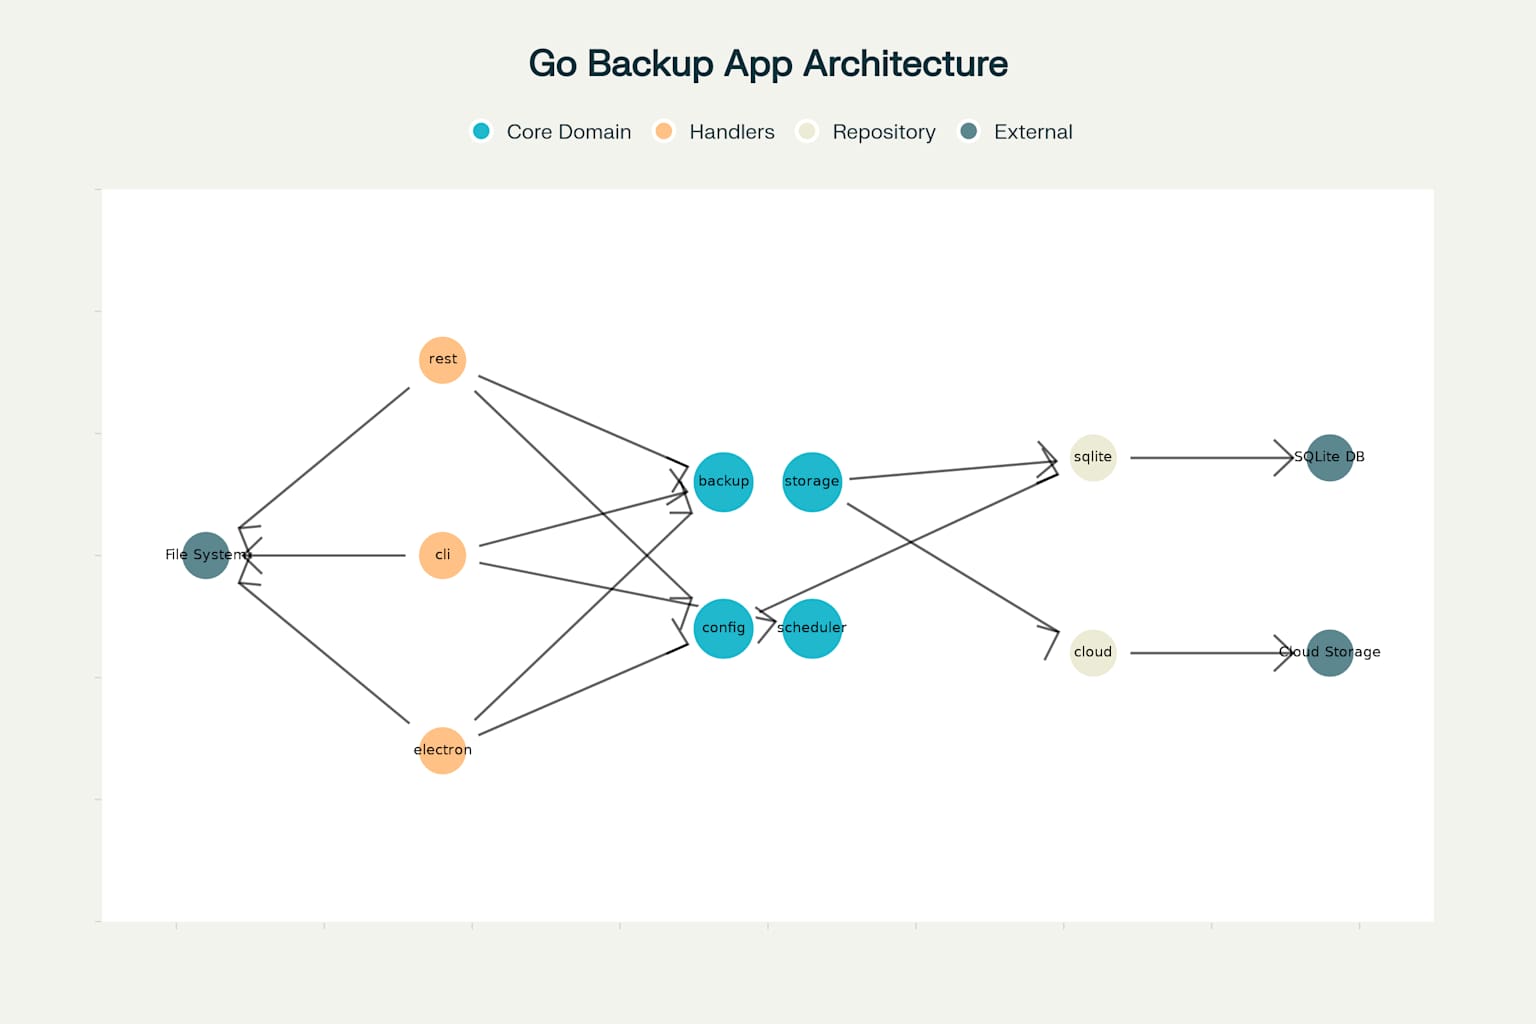 Go Backup App Architecture
Core Domain Handlers Repository External
rest
sqlite SQLite DB
backup storage
File System cli
config scheduler
cloud Cloud Storage
electron